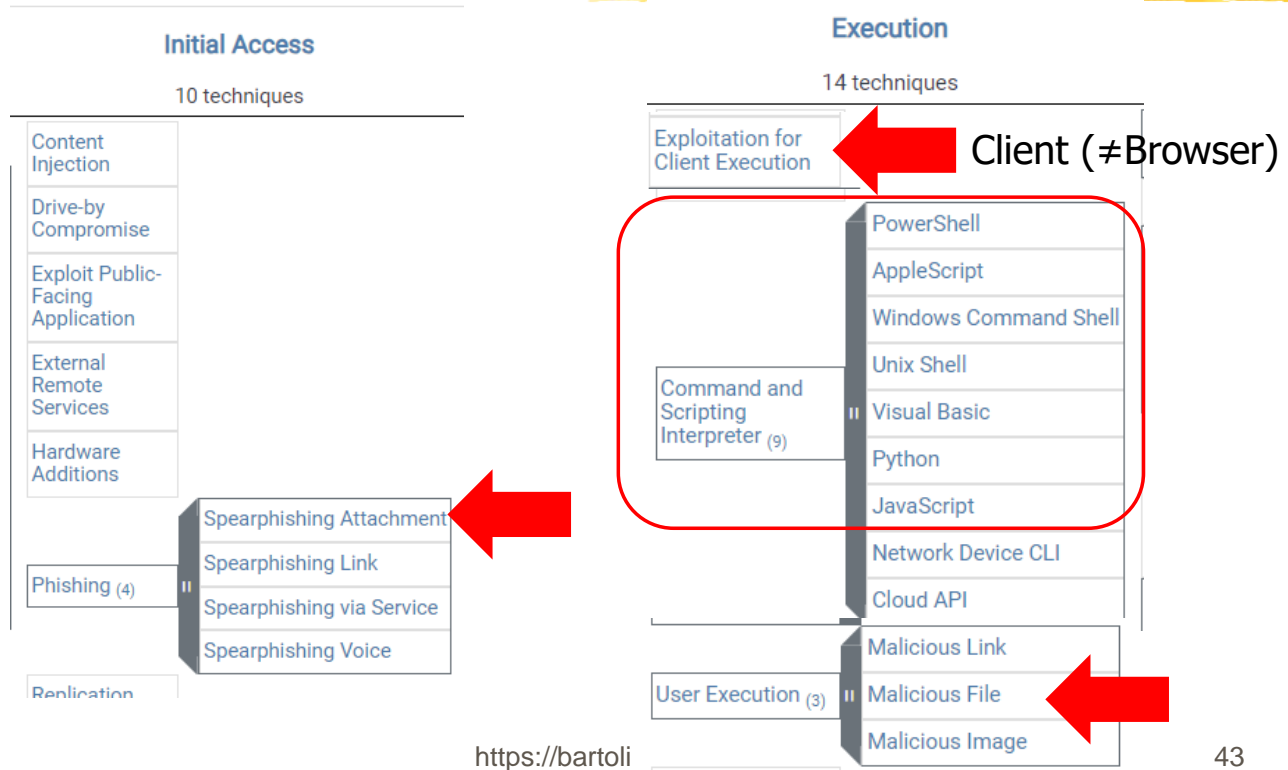 Initial Access
10 techniques
Content
Injection
Drive-by
Compromise
Exploit Public-
Facing
Application
External
Remote
Services
Hardware
Additions
Phishing (4)
Spearphishing Attachment
Spearphishing Link
Spearphishing via Service
Spearphishing Voice
Replication
Execution
14 techniques
Exploitation for
Client Execution
Client (≠Browser)
Command and
Scripting
Interpreter (9)
PowerShell
AppleScript
Windows Command Shell
Unix Shell
Visual Basic
Python
JavaScript
Network Device CLI
Cloud API
User Execution (3)
Malicious Link
Malicious File
Malicious Image
https://bartoli
43